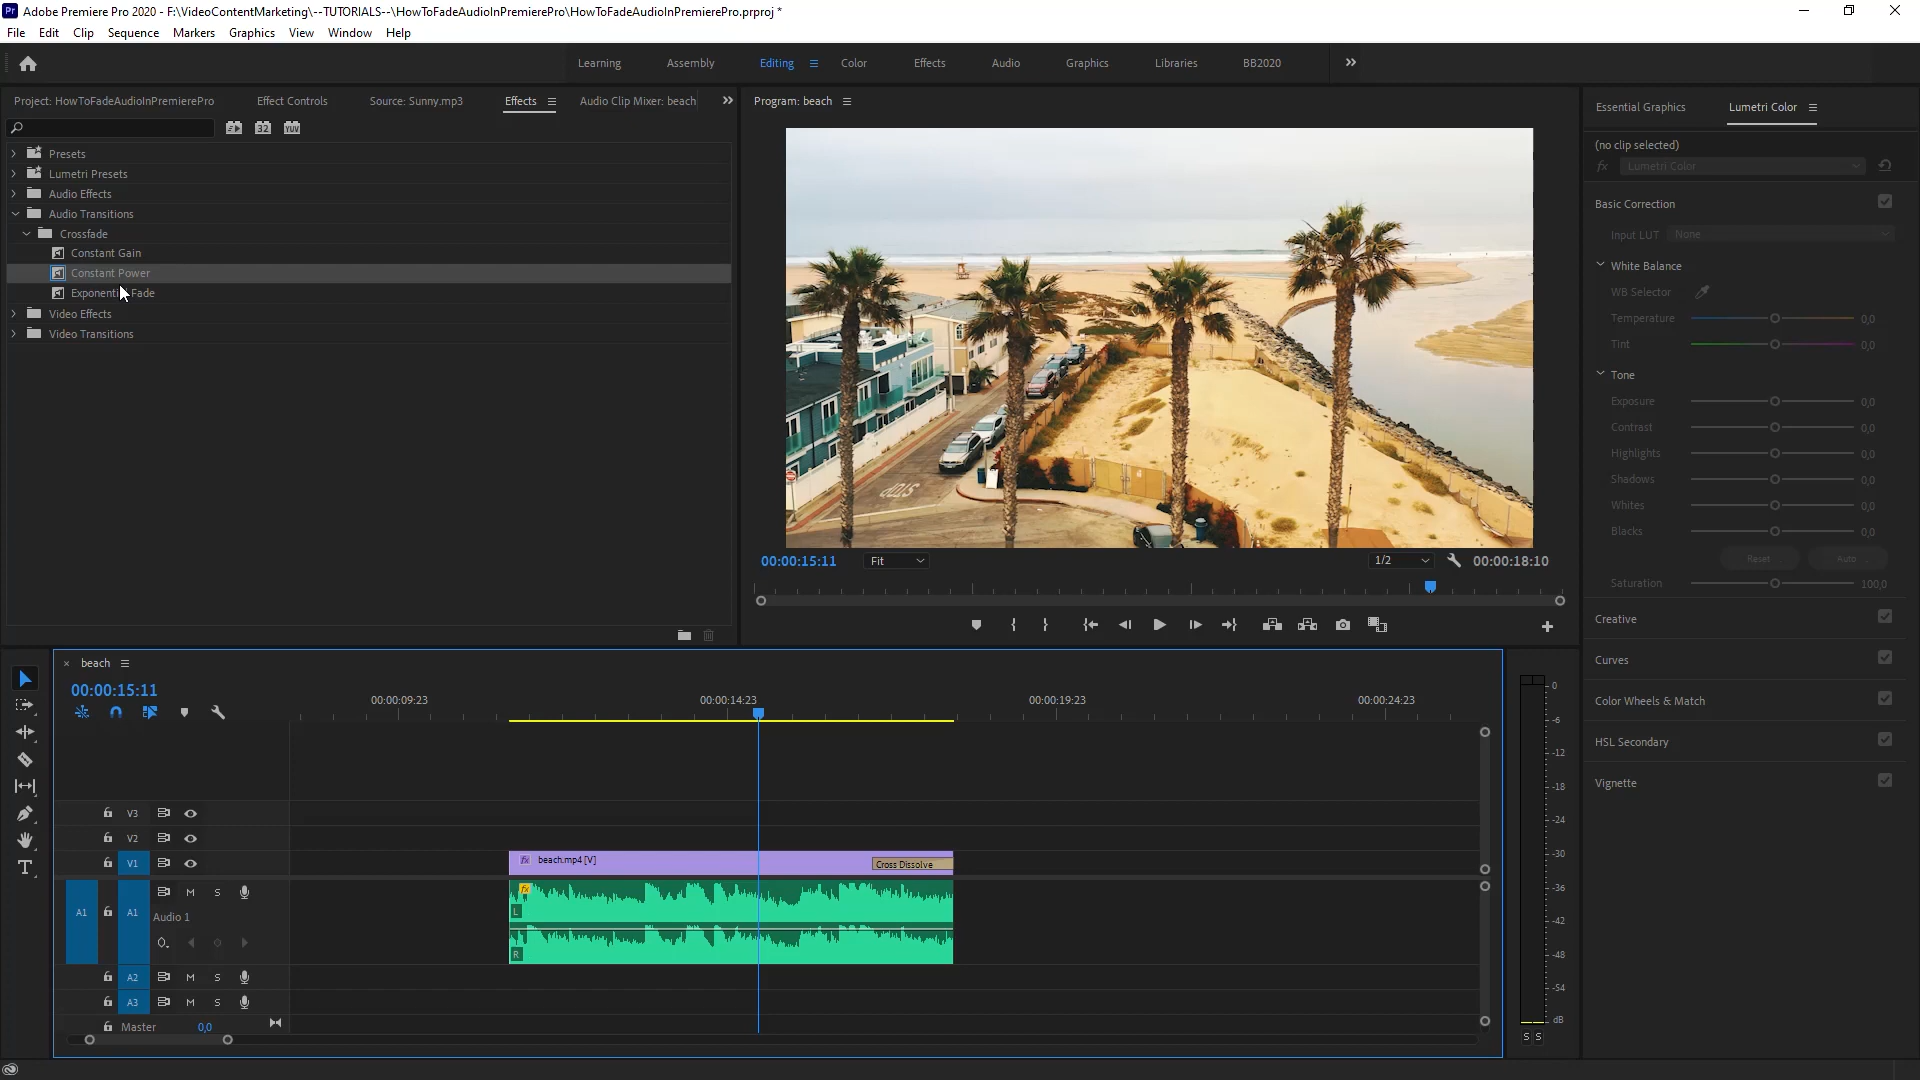 Adobe Premiere Pro 2020 - F:\VideoContentMarketing\--TUTORIALS--\HowToFadeAudioInPremierePro\HowToFadeAudioInPremierePro.prproj *
File Edit Clip Sequence Markers Graphics View Window Help
Learning Assembly Editing Color Effects Audio Graphics Libraries BB2020
Project: HowToFadeAudioInPremierePro Effect Controls Source: Sunny.mp3 Effects Audio Clip Mixer: beach
32 YUV
Presets
Lumetri Presets
Audio Effects
Audio Transitions
Crossfade
Constant Gain
Constant Power
Exponential Fade
Video Effects
Video Transitions
Program: beach
STOP
00:00:15:11 Fit 1/2 00:00:18:10
Essential Graphics Lumetri Color
(no clip selected)
fx Lumetri Color
Basic Correction
Input LUT None
White Balance
WB Selector
Temperature 0,0
Tint 0,0
Tone
Exposure 0,0
Contrast 0,0
Highlights 0,0
Shadows 0,0
Whites 0,0
Blacks 0,0
Reset Auto
Saturation 100,0
Creative
Curves
Color Wheels & Match
HSL Secondary
Vignette
× beach
00:00:15:11
00:00:09:23 00:00:14:23 00:00:19:23 00:00:24:23
V3
V2
V1
fx beach.mp4 [V] Cross Dissolve
A1 A1 M S
Audio 1
fx
L
R
A2 M S
A3 M S
Master 0,0
0
-6
-12
-18
-24
-30
-36
-42
-48
-54
dB
S S